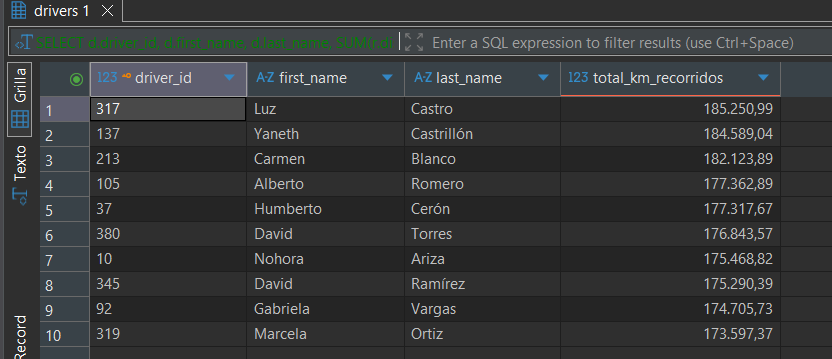 drivers 1
SELECT d.driver_id, d.first_name, d.last_name, SUM(r.di
Enter a SQL expression to filter results (use Ctrl+Space)
Grilla
Texto
Record
123 driver_id A-Z first_name A-Z last_name 123 total_km_recorridos
1 317 Luz Castro 185.250,99
2 137 Yaneth Castrillón 184.589,04
3 213 Carmen Blanco 182.123,89
4 105 Alberto Romero 177.362,89
5 37 Humberto Cerón 177.317,67
6 380 David Torres 176.843,57
7 10 Nohora Ariza 175.468,82
8 345 David Ramírez 175.290,39
9 92 Gabriela Vargas 174.705,73
10 319 Marcela Ortiz 173.597,37